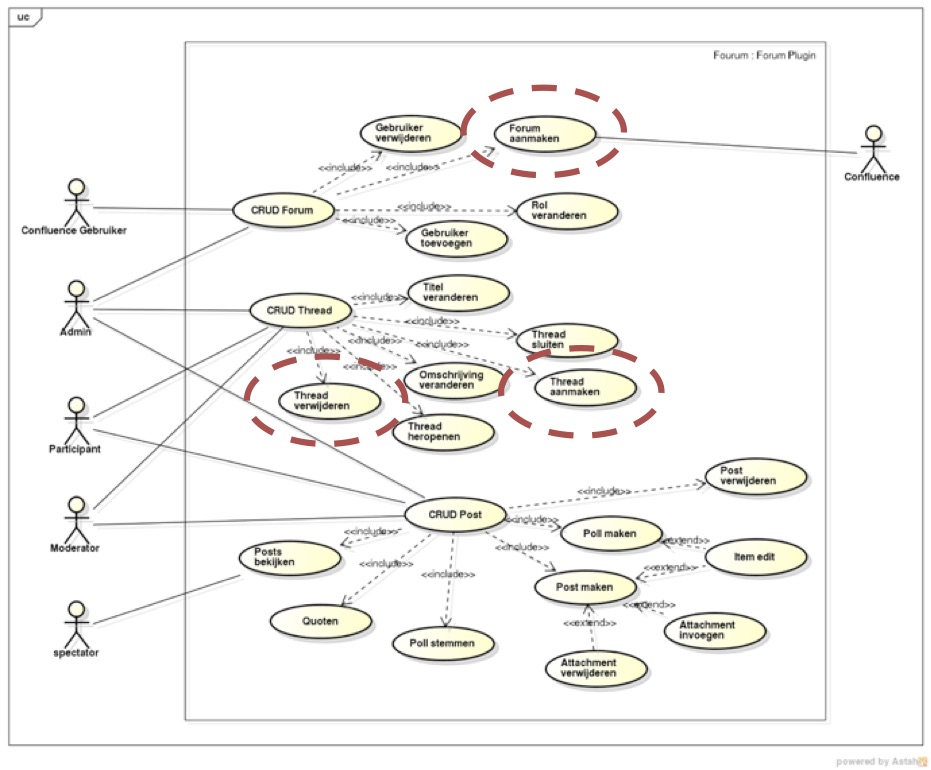 uc
Fourum : Forum Plugin
Gebruiker
verwijderen
Forum
aanmaken
Confluence
<<include>>
<<include>>
Confluence Gebruiker
CRUD Forum
<<include>>
<<include>>
Rol
veranderen
Gebruiker
toevoegen
Admin
CRUD Thread
<<include>>
Titel
veranderen
<<include>>
Thread
sluiten
<<include>>
<<include>>
<<include>>
<<include>>
Omschrijving
veranderen
Thread
aanmaken
Thread
verwijderen
Thread
heropenen
Participant
Post
verwijderen
<<include>>
CRUD Post
Moderator
<<include>>
<<include>>
Poll maken
<<extend>>
Item edit
Posts
bekijken
<<include>>
<<include>>
<<include>>
<<extend>>
Post maken
<<extend>>
spectator
Quoten
Poll stemmen
<<extend>>
Attachment
invoegen
Attachment
verwijderen
powered by Astah